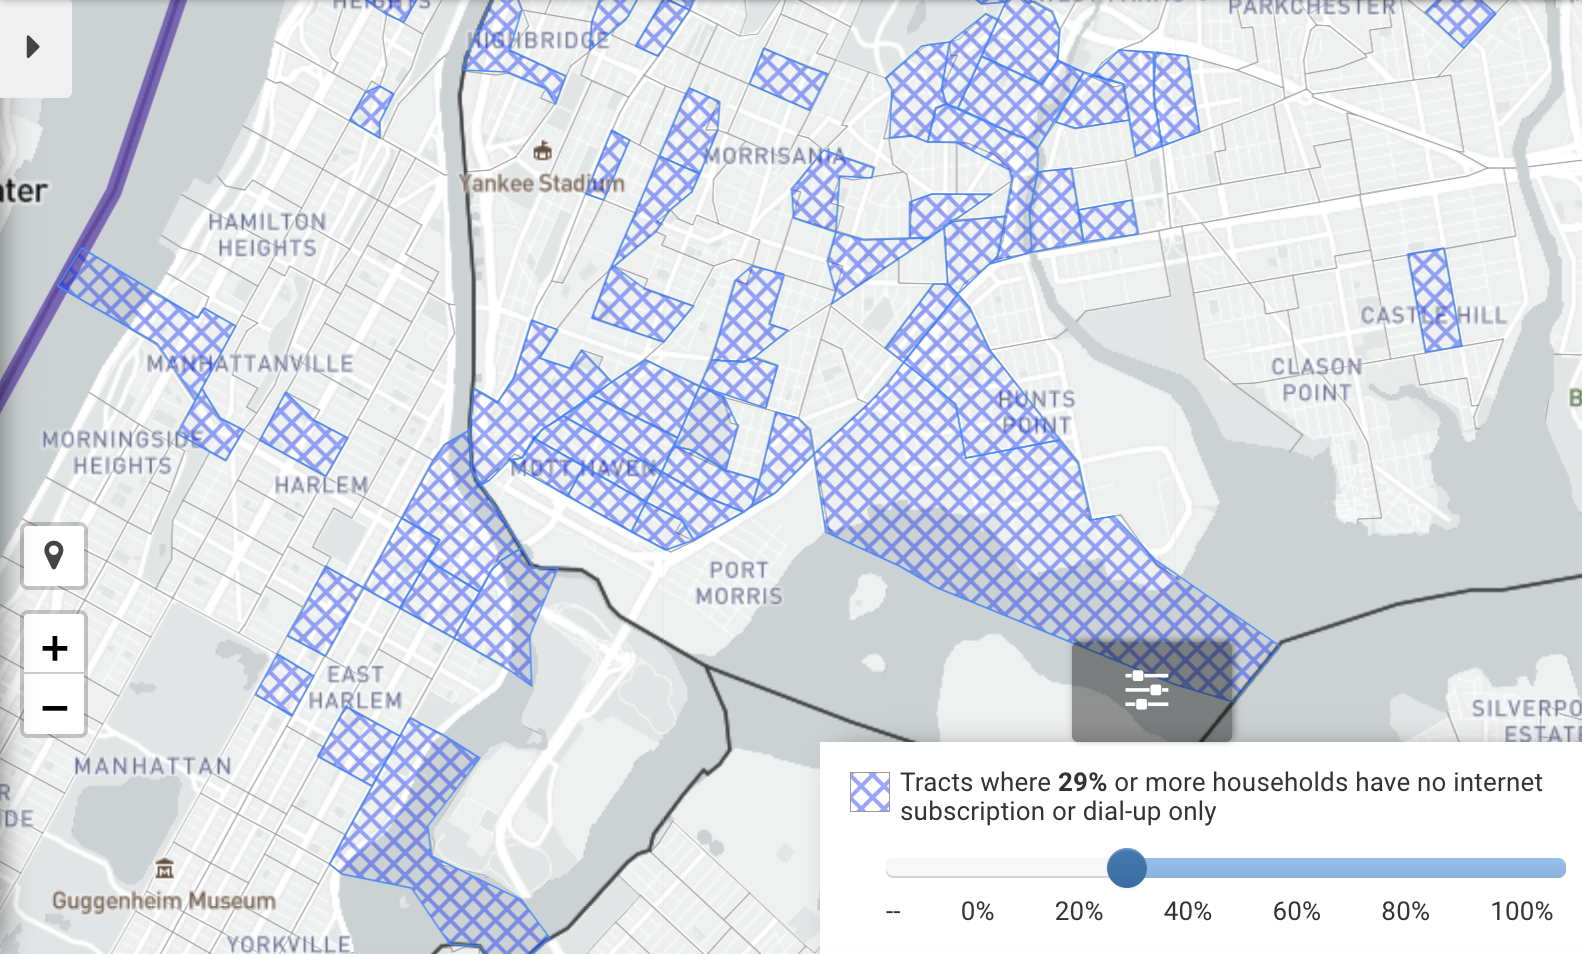 HEIGHTS
PARKCHESTER
HIGHBRIDGE
MORRISANIA
Yankee Stadium
HAMILTON
HEIGHTS
CASTLE HILL
MANHATTANVILLE
CLASON
POINT
HUNTS
POINT
MORNINGSIDE
HEIGHTS
MOTT HAVEN
HARLEM
PORT
MORRIS
EAST
HARLEM
SILVERPO
ESTATE
MANHATTAN
Guggenheim Museum
YORKVILLE
+
−
Tracts where 29% or more households have no internet
subscription or dial-up only
-- 0% 20% 40% 60% 80% 100%